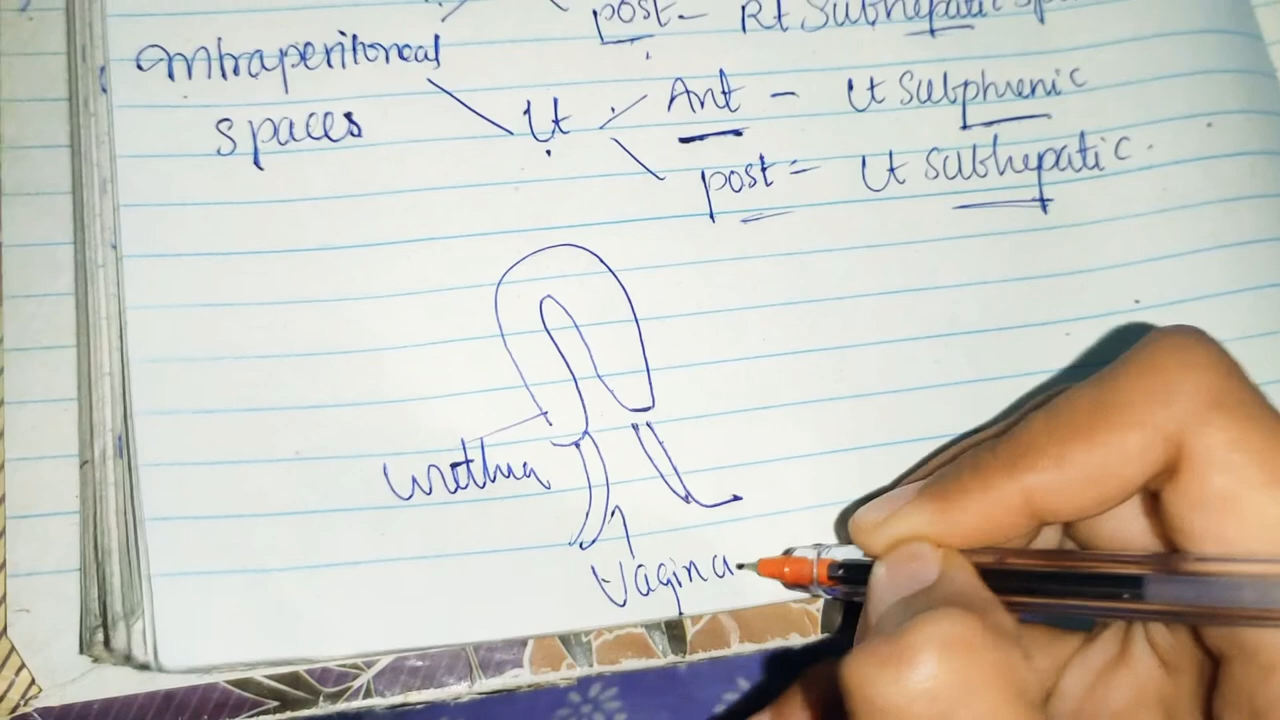 post - Rt Subhepatic
Intraperitoneal
spaces
Lt
Ant - Lt Subphrenic
post = Lt Subhepatic.
Urethra
Vagina